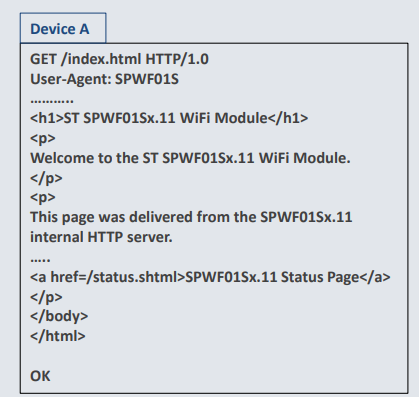 Device A
GET /index.html HTTP/1.0
User-Agent: SPWF01S
………..
<h1>ST SPWF01Sx.11 WiFi Module</h1>
<p>
Welcome to the ST SPWF01Sx.11 WiFi Module.
</p>
<p>
This page was delivered from the SPWF01Sx.11
internal HTTP server.
…..
<a href=/status.shtml>SPWF01Sx.11 Status Page</a>
</p>
</body>
</html>
OK